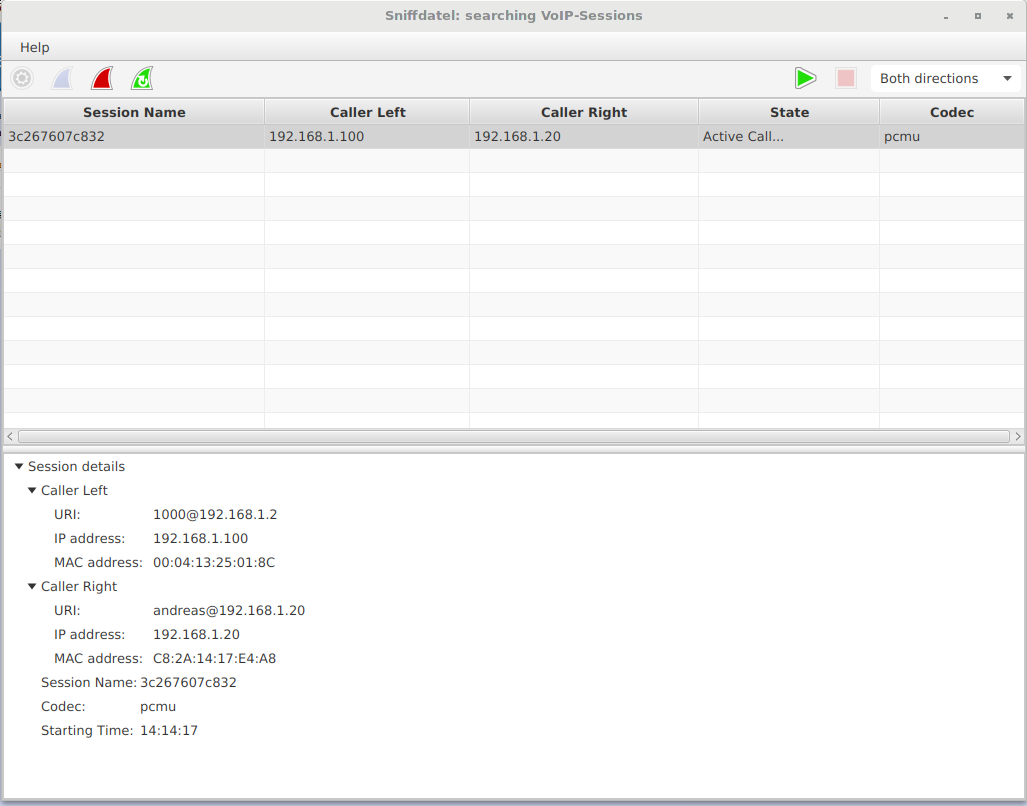 Sniffdatel: searching VoIP-Sessions
Help
Both directions
Session Name Caller Left Caller Right State Codec
3c267607c832 192.168.1.100 192.168.1.20 Active Call... pcmu
Session details
Caller Left
URI: 1000@192.168.1.2
IP address: 192.168.1.100
MAC address: 00:04:13:25:01:8C
Caller Right
URI: andreas@192.168.1.20
IP address: 192.168.1.20
MAC address: C8:2A:14:17:E4:A8
Session Name: 3c267607c832
Codec: pcmu
Starting Time: 14:14:17